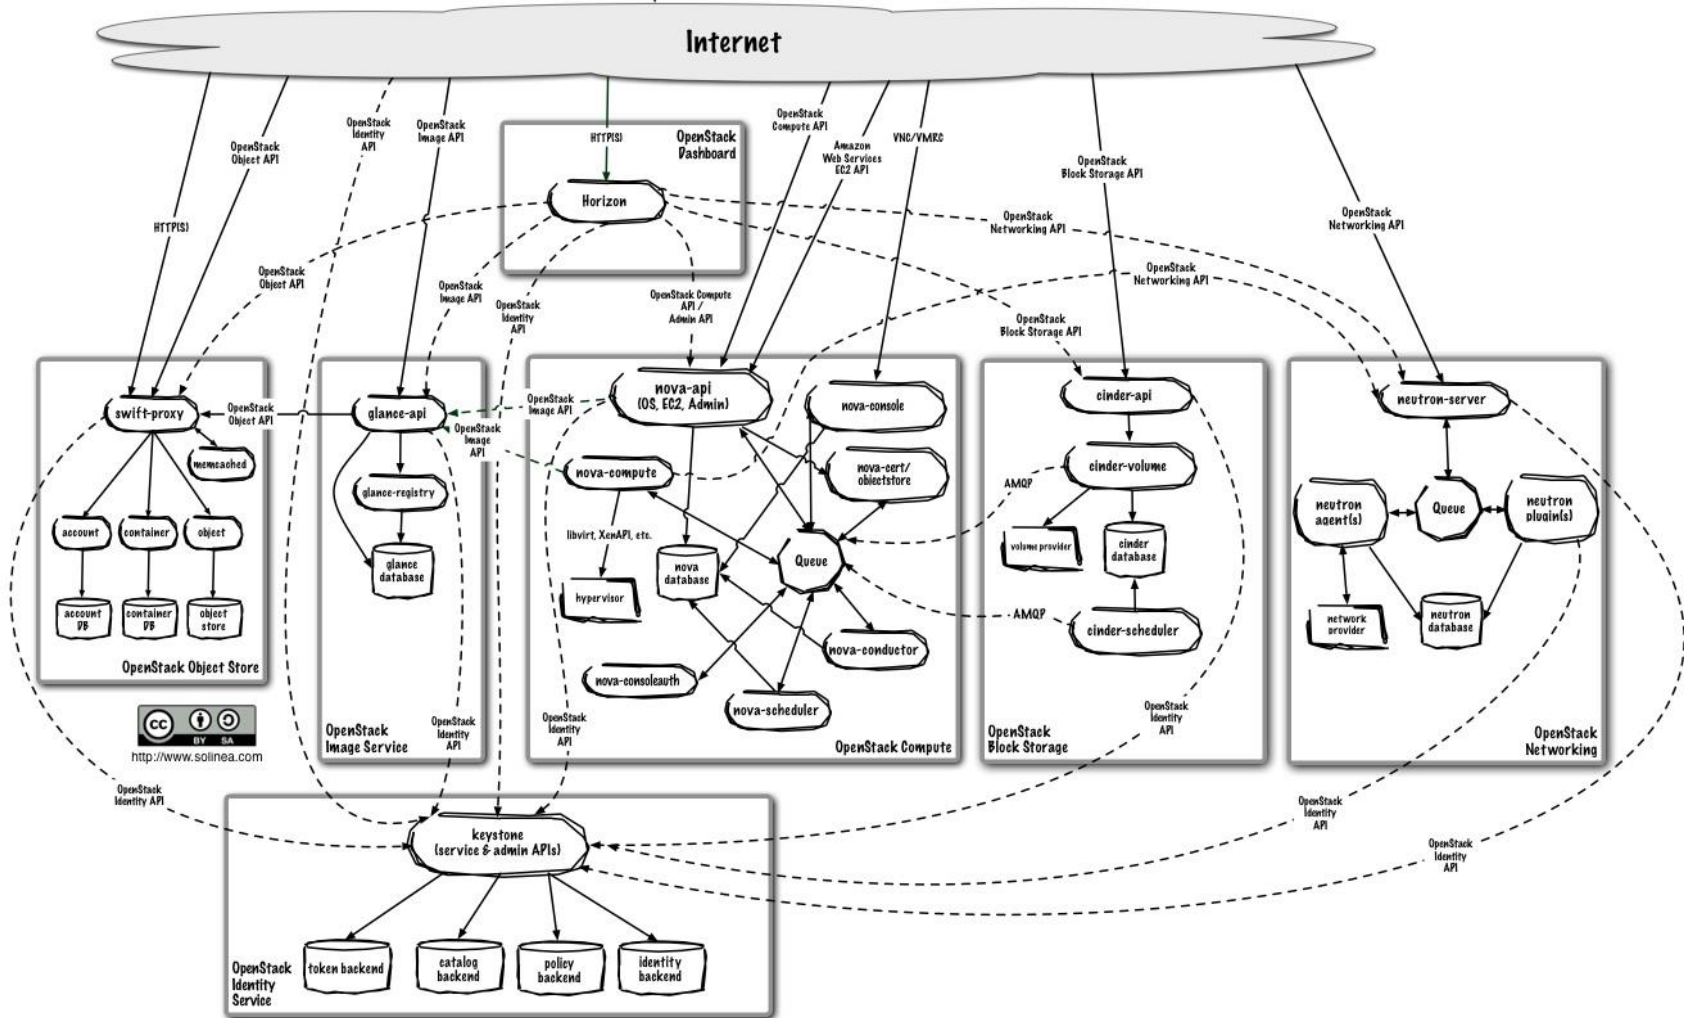 Internet
OpenStack
Identity
API
OpenStack
Image API
OpenStack
Object API
HTTP(S)
HTTP(S)
OpenStack
Dashboard
Horizon
OpenStack
Compute API
Amazon
Web Services
EC2 API
VNC/VMRC
OpenStack
Block Storage API
OpenStack
Networking API
OpenStack
Networking API
OpenStack
Networking API
OpenStack
Object API
OpenStack
Image API
OpenStack
Identity
API
OpenStack Compute
API /
Admin API
OpenStack
Block Storage API
swift-proxy
OpenStack
Object API
memcached
account
container
object
account
DB
container
DB
object
store
OpenStack Object Store
glance-api
glance-registry
glance
database
OpenStack
Image Service
OpenStack
Identity
API
OpenStack
Image API
OpenStack
Image
API
nova-api
(OS, EC2, Admin)
nova-console
nova-compute
nova-cert/
objectstore
libvirt, XenAPI, etc.
hypervisor
nova
database
Queue
nova-conductor
nova-consoleauth
nova-scheduler
OpenStack
Identity
API
OpenStack Compute
cinder-api
cinder-volume
AMQP
volume provider
cinder
database
AMQP
cinder-scheduler
OpenStack
Identity
API
OpenStack
Block Storage
neutron-server
neutron
agent(s)
Queue
neutron
plugin(s)
network
provider
neutron
database
OpenStack
Networking
CC
BY SA
http://www.solinea.com
OpenStack
Identity API
OpenStack
Identity
API
OpenStack
Identity
API
keystone
(service & admin APIs)
token backend
catalog
backend
policy
backend
identity
backend
OpenStack
Identity
Service